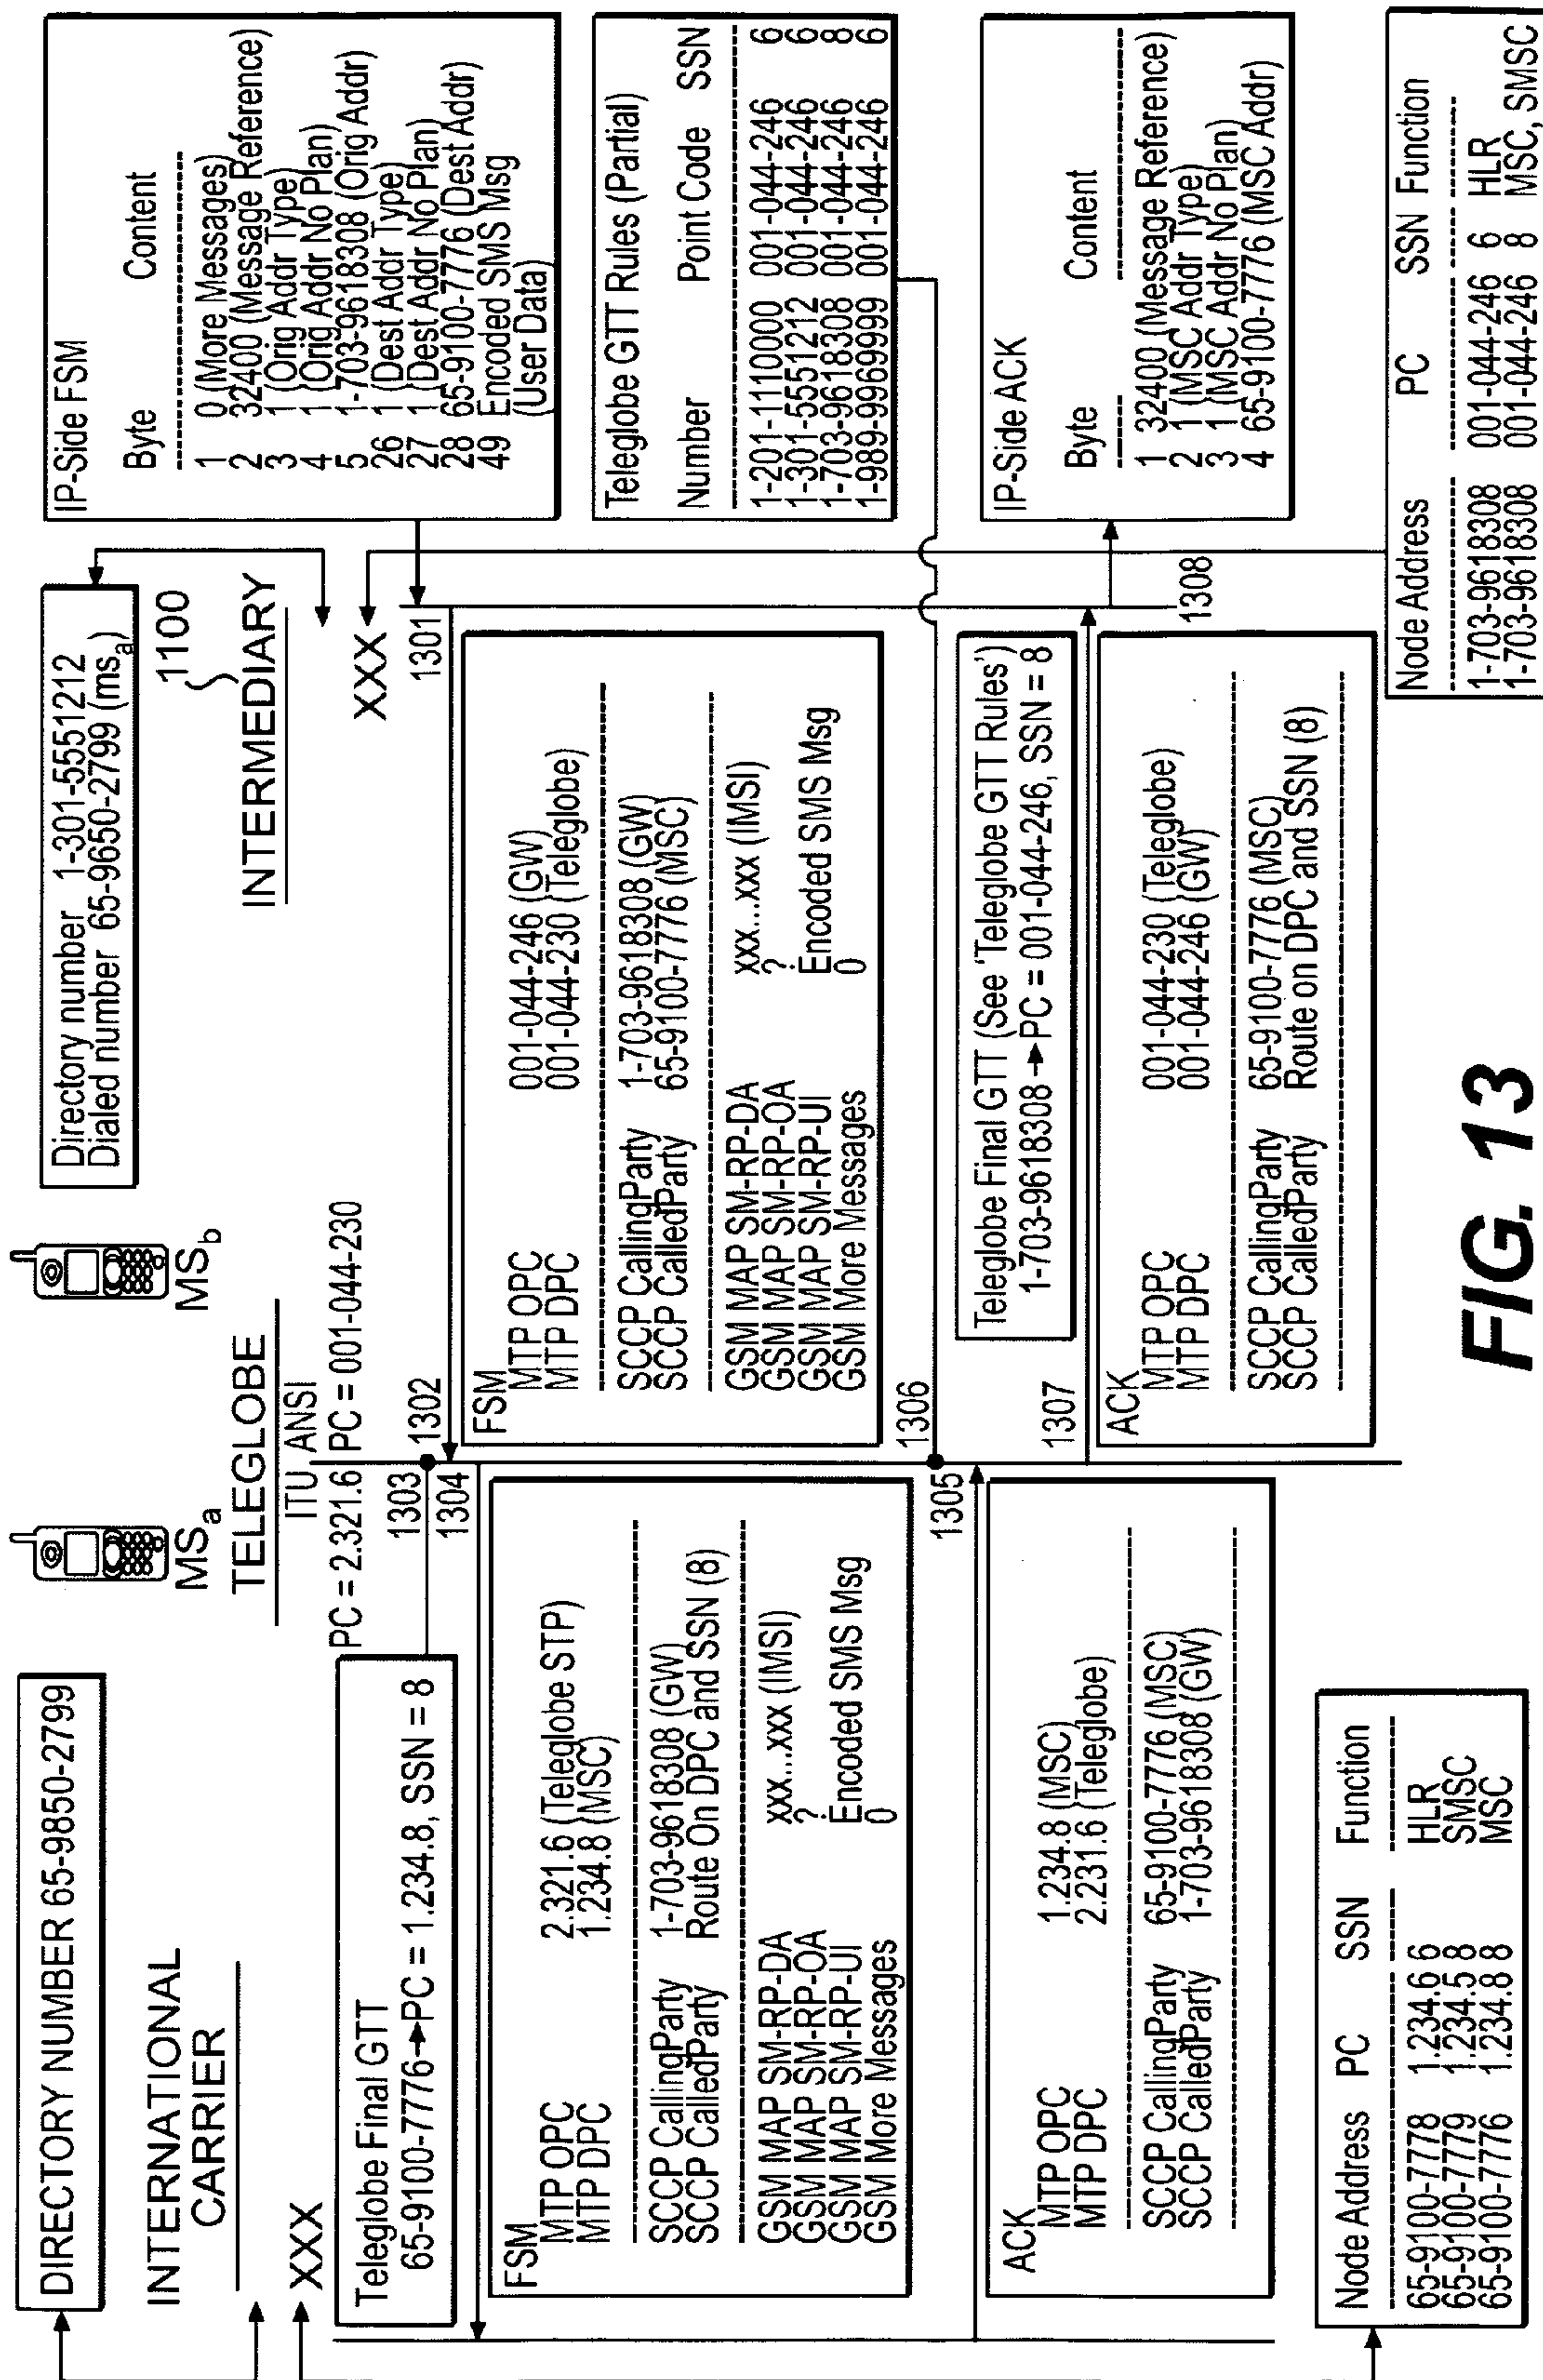 DIRECTORY NUMBER 65-9850-2799
MSa
MSb
Directory number 1-301-5551212
Dialed number 65-9650-2799 (msa)
INTERNATIONAL
CARRIER
TELEGLOBE
ITU ANSI
PC = 2.321.6 PC = 001-044-230
1100
INTERMEDIARY
XXX
XXX
IP-Side FSM
Byte Content
1 0 (More Messages)
2 32400 (Message Reference)
3 1 (Orig Addr Type)
4 1 (Orig Addr No Plan)
5 1-703-9618308 (Orig Addr)
26 1 (Dest Addr Type)
27 1 (Dest Addr No Plan)
28 65-9100-7776 (Dest Addr)
49 Encoded SMS Msg
(User Data)
Teleglobe Final GTT
65-9100-7776→PC = 1.234.8, SSN = 8
1303
1304
1302
1301
FSM
MTP OPC 2.321.6 (Teleglobe STP)
MTP DPC 1.234.8 (MSC)
SCCP CallingParty 1-703-9618308 (GW)
SCCP CalledParty Route On DPC and SSN (8)
GSM MAP SM-RP-DA xxx...xxx (IMSI)
GSM MAP SM-RP-OA ?
GSM MAP SM-RP-UI Encoded SMS Msg
GSM More Messages 0
FSM
MTP OPC 001-044-246 (GW)
MTP DPC 001-044-230 (Teleglobe)
SCCP CallingParty 1-703-9618308 (GW)
SCCP CalledParty 65-9100-7776 (MSC)
GSM MAP SM-RP-DA xxx...xxx (IMSI)
GSM MAP SM-RP-OA ?
GSM MAP SM-RP-UI Encoded SMS Msg
GSM More Messages 0
Teleglobe GTT Rules (Partial)
Number Point Code SSN
1-201-1110000 001-044-246 6
1-301-5551212 001-044-246 6
1-703-9618308 001-044-246 8
1-989-9969999 001-044-246 6
1305
1306
Teleglobe Final GTT (See 'Teleglobe GTT Rules')
1-703-9618308→PC = 001-044-246, SSN = 8
1307
1308
ACK
MTP OPC 1.234.8 (MSC)
MTP DPC 2.231.6 (Teleglobe)
SCCP CallingParty 65-9100-7776 (MSC)
SCCP CalledParty 1-703-9618308 (GW)
ACK
MTP OPC 001-044-230 (Teleglobe)
MTP DPC 001-044-246 (GW)
SCCP CallingParty 65-9100-7776 (MSC)
SCCP CalledParty Route on DPC and SSN (8)
IP-Side ACK
Byte Content
1 32400 (Message Reference)
2 1 (MSC Addr Type)
3 1 (MSC Addr No Plan)
4 65-9100-7776 (MSC Addr)
Node Address PC SSN Function
65-9100-7778 1.234.6 6 HLR
65-9100-7779 1.234.5 8 SMSC
65-9100-7776 1.234.8 8 MSC
Node Address PC SSN Function
1-703-9618308 001-044-246 6 HLR
1-703-9618308 001-044-246 8 MSC, SMSC
FIG. 13